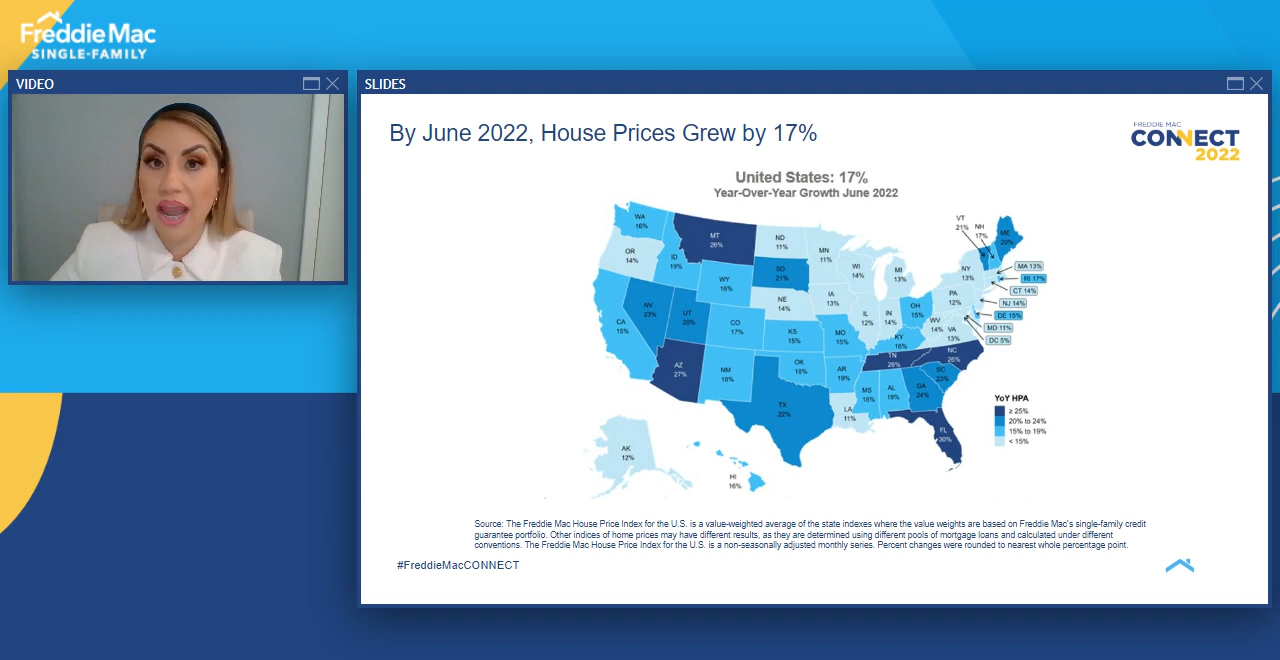 Freddie Mac
SINGLE-FAMILY
VIDEO
SLIDES
By June 2022, House Prices Grew by 17%
FREDDIE MAC
CONNECT
2022
United States: 17%
Year-Over-Year Growth June 2022
WA
16%
OR
14%
ID
19%
MT
26%
ND
11%
MN
11%
WI
14%
MI
13%
VT
21%
NH
17%
ME
20%
NY
13%
MA 13%
RI 17%
CT 14%
NJ 14%
DE 15%
MD 11%
DC 5%
WY
16%
SD
21%
NE
14%
IA
13%
IL
12%
IN
14%
OH
15%
PA
12%
WV
14%
VA
13%
NV
23%
UT
20%
CO
17%
KS
15%
MO
15%
KY
16%
CA
15%
AZ
27%
NM
18%
OK
18%
AR
19%
TN
26%
NC
26%
SC
23%
TX
22%
LA
11%
MS
18%
AL
19%
GA
24%
FL
30%
AK
12%
HI
16%
YoY HPA
≥ 25%
20% to 24%
15% to 19%
< 15%
Source: The Freddie Mac House Price Index for the U.S. is a value-weighted average of the state indexes where the value weights are based on Freddie Mac's single-family credit
guarantee portfolio. Other indices of home prices may have different results, as they are determined using different pools of mortgage loans and calculated under different
conventions. The Freddie Mac House Price Index for the U.S. is a non-seasonally adjusted monthly series. Percent changes were rounded to nearest whole percentage point.
#FreddieMacCONNECT